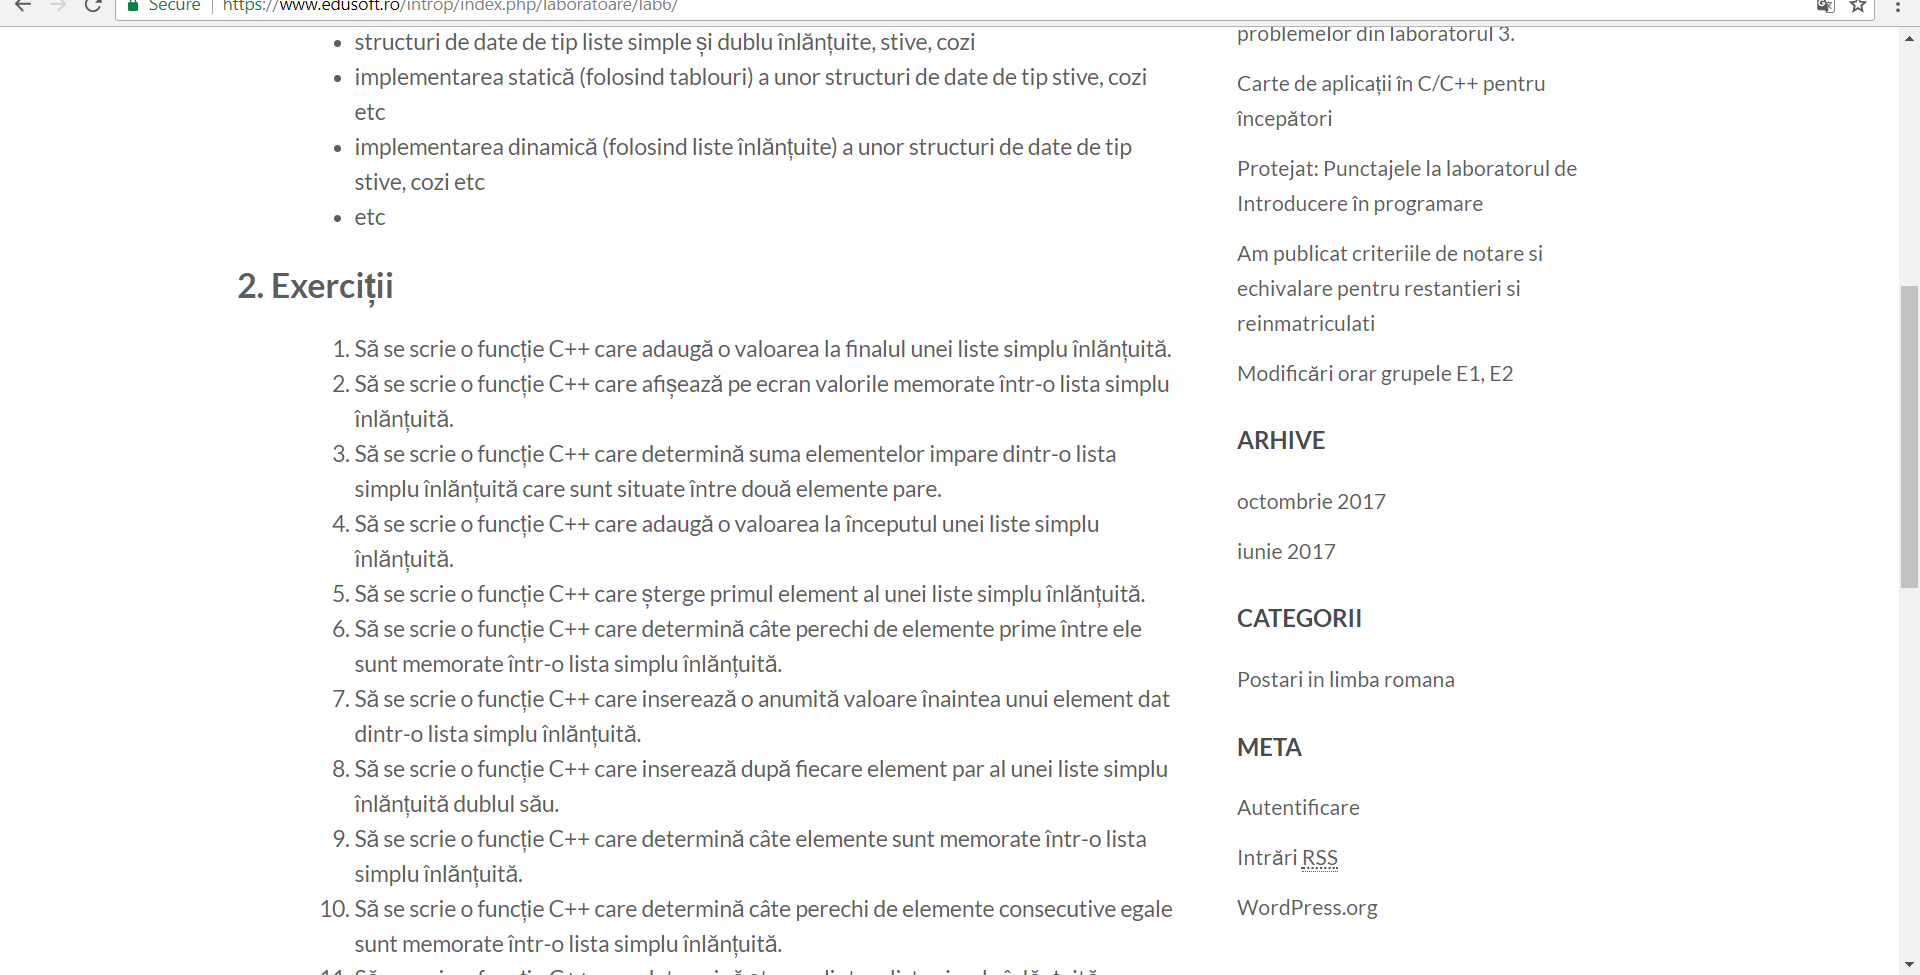 Secure
https://www.edusoft.ro/introp/index.php/laboratoare/lab6/
structuri de date de tip liste simple și dublu înlănțuite, stive, cozi
implementarea statică (folosind tablouri) a unor structuri de date de tip stive, cozi
etc
implementarea dinamică (folosind liste înlănțuite) a unor structuri de date de tip
stive, cozi etc
etc
2. Exerciții
1. Să se scrie o funcție C++ care adaugă o valoarea la finalul unei liste simplu înlănțuită.
2. Să se scrie o funcție C++ care afișează pe ecran valorile memorate într-o lista simplu
înlănțuită.
3. Să se scrie o funcție C++ care determină suma elementelor impare dintr-o lista
simplu înlănțuită care sunt situate între două elemente pare.
4. Să se scrie o funcție C++ care adaugă o valoarea la începutul unei liste simplu
înlănțuită.
5. Să se scrie o funcție C++ care șterge primul element al unei liste simplu înlănțuită.
6. Să se scrie o funcție C++ care determină câte perechi de elemente prime între ele
sunt memorate într-o lista simplu înlănțuită.
7. Să se scrie o funcție C++ care inserează o anumită valoare înaintea unui element dat
dintr-o lista simplu înlănțuită.
8. Să se scrie o funcție C++ care inserează după fiecare element par al unei liste simplu
înlănțuită dublul său.
9. Să se scrie o funcție C++ care determină câte elemente sunt memorate într-o lista
simplu înlănțuită.
10. Să se scrie o funcție C++ care determină câte perechi de elemente consecutive egale
sunt memorate într-o lista simplu înlănțuită.
problemelor din laboratorul 3.
Carte de aplicații în C/C++ pentru
începători
Protejat: Punctajele la laboratorul de
Introducere în programare
Am publicat criteriile de notare si
echivalare pentru restantieri si
reinmatriculati
Modificări orar grupele E1, E2
ARHIVE
octombrie 2017
iunie 2017
CATEGORII
Postari in limba romana
META
Autentificare
Intrări RSS
WordPress.org